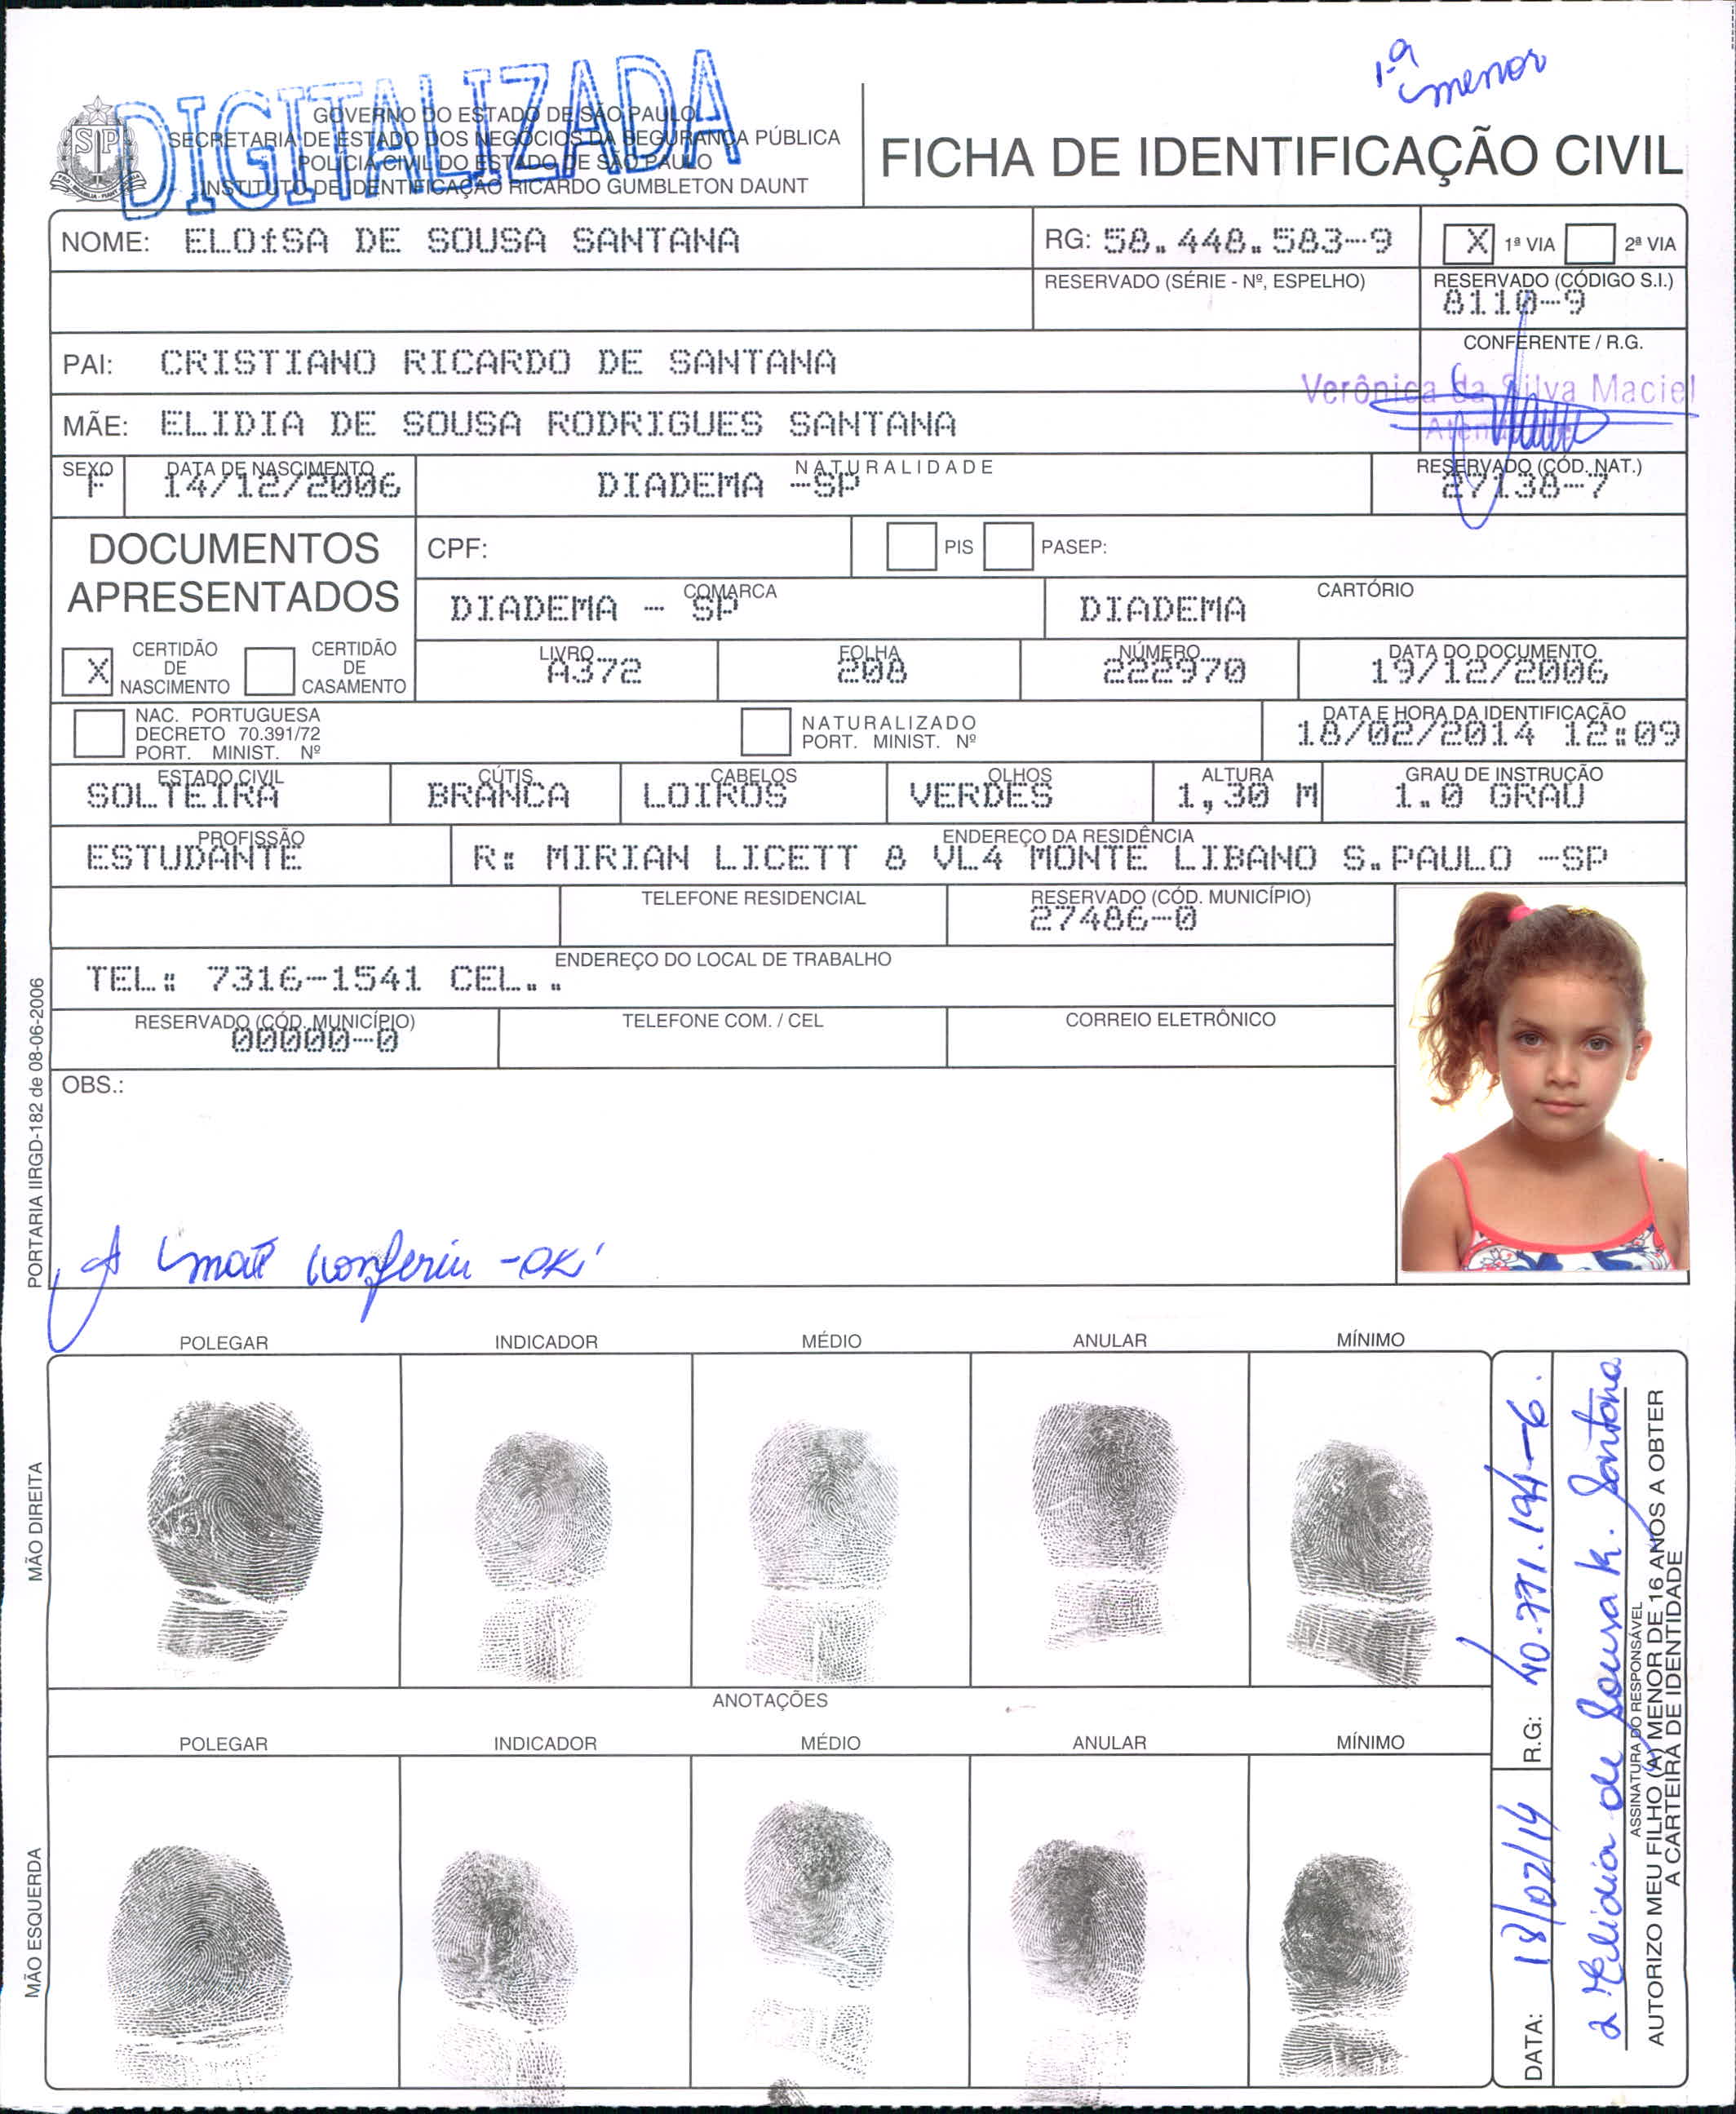 1ª menor
DIGITALIZADA
GOVERNO DO ESTADO DE SÃO PAULO
SECRETARIA DE ESTADO DOS NEGÓCIOS DA SEGURANÇA PÚBLICA
POLÍCIA CIVIL DO ESTADO DE SÃO PAULO
INSTITUTO DE IDENTIFICAÇÃO RICARDO GUMBLETON DAUNT
FICHA DE IDENTIFICAÇÃO CIVIL
NOME: ELOíSA DE SOUSA SANTANA
RG: 58.448.583-9
X 1ª VIA 2ª VIA
RESERVADO (SÉRIE - Nº, ESPELHO)
RESERVADO (CÓDIGO S.I.)
8110-9
PAI: CRISTIANO RICARDO DE SANTANA
CONFERENTE / R.G.
Verônica da Silva Maciel
MÃE: ELIDIA DE SOUSA RODRIGUES SANTANA
SEXO
F
DATA DE NASCIMENTO
14/12/2006
NATURALIDADE
DIADEMA -SP
RESERVADO (CÓD. NAT.)
27138-7
DOCUMENTOS
APRESENTADOS
CPF:
PIS PASEP:
COMARCA
DIADEMA - SP
CARTÓRIO
DIADEMA
X CERTIDÃO
DE
NASCIMENTO
CERTIDÃO
DE
CASAMENTO
LIVRO
A372
FOLHA
208
NÚMERO
222970
DATA DO DOCUMENTO
19/12/2006
NAC. PORTUGUESA
DECRETO 70.391/72
PORT. MINIST. Nº
NATURALIZADO
PORT. MINIST. Nº
DATA E HORA DA IDENTIFICAÇÃO
18/02/2014 12:09
ESTADO CIVIL
SOLTEIRA
CÚTIS
BRANCA
CABELOS
LOIROS
OLHOS
VERDES
ALTURA
1,30 M
GRAU DE INSTRUÇÃO
1.0 GRAU
PROFISSÃO
ESTUDANTE
ENDEREÇO DA RESIDÊNCIA
R: MIRIAN LICETT 8 VL4 MONTE LIBANO S.PAULO -SP
TELEFONE RESIDENCIAL
RESERVADO (CÓD. MUNICÍPIO)
27486-0
ENDEREÇO DO LOCAL DE TRABALHO
TEL: 7316-1541 CEL..
RESERVADO (CÓD. MUNICÍPIO)
00000-0
TELEFONE COM. / CEL
CORREIO ELETRÔNICO
OBS.:
conferiu -OK
PORTARIA IIRGD-182 de 08-06-2006
POLEGAR INDICADOR MÉDIO ANULAR MÍNIMO
MÃO DIREITA
ANOTAÇÕES
POLEGAR INDICADOR MÉDIO ANULAR MÍNIMO
MÃO ESQUERDA
DATA: 18/02/14 R.G: 40.771.194-6
Elidia de Sousa R. Santana
ASSINATURA DO RESPONSÁVEL
AUTORIZO MEU FILHO (A) MENOR DE 16 ANOS A OBTER
A CARTEIRA DE IDENTIDADE